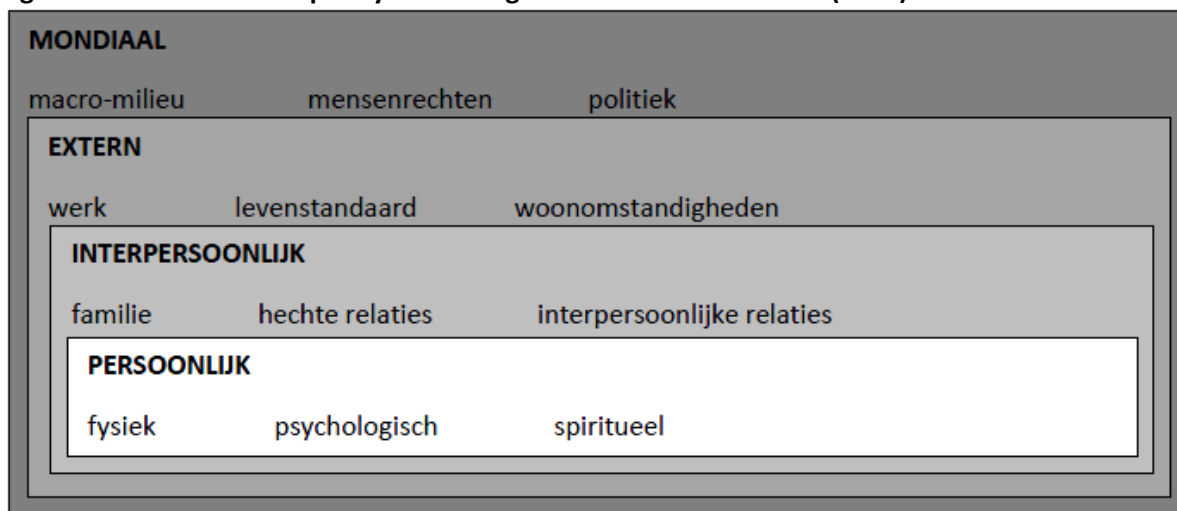 MONDIAAL
macro-milieu mensenrechten politiek
EXTERN
werk levenstandaard woonomstandigheden
INTERPERSOONLIJK
familie hechte relaties interpersoonlijke relaties
PERSOONLIJK
fysiek psychologisch spiritueel